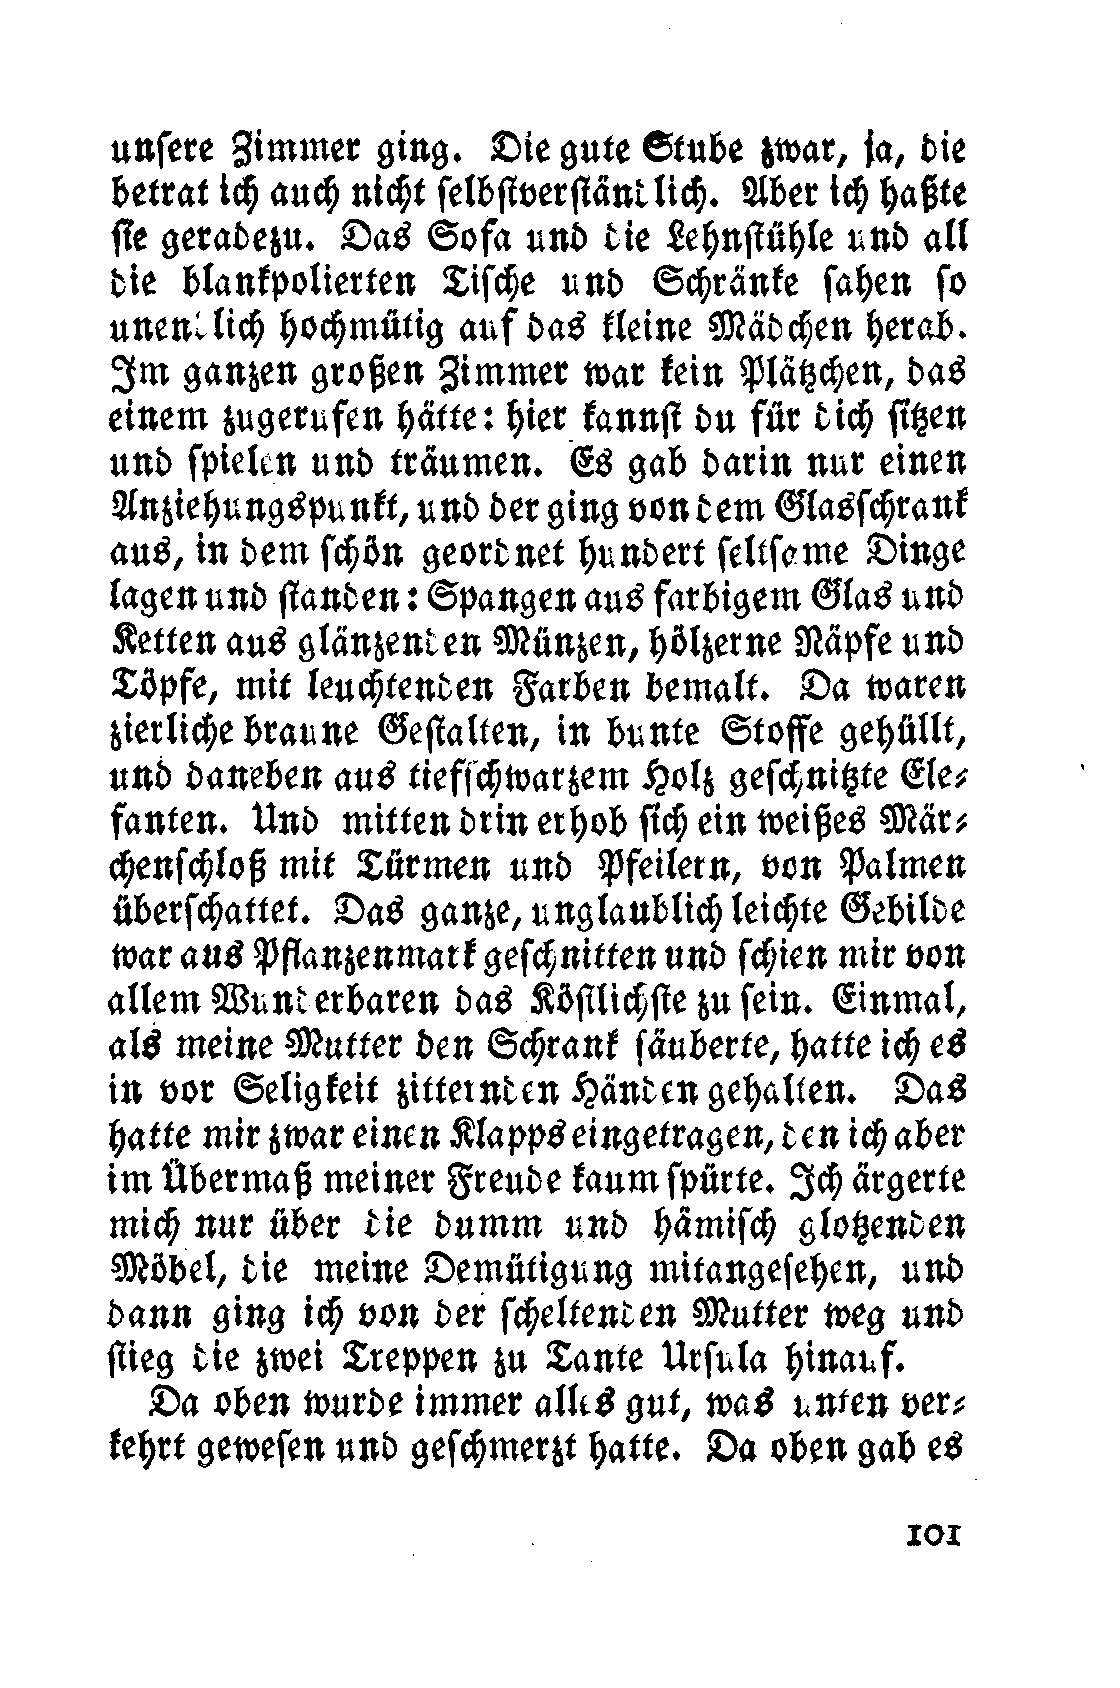 unsere Zimmer ging. Die gute Stube zwar, ja, die
betrat ich auch nicht selbstverständlich. Aber ich haßte
sie geradezu. Das Sofa und die Lehnstühle und all
die blankpolierten Tische und Schränke sahen so
unendlich hochmütig auf das kleine Mädchen herab.
Im ganzen großen Zimmer war kein Plätzchen, das
einem zugerufen hätte: hier kannst du für dich sitzen
und spielen und träumen. Es gab darin nur einen
Anziehungspunkt, und der ging von dem Glasschrank
aus, in dem schön geordnet hundert seltsame Dinge
lagen und standen: Spangen aus farbigem Glas und
Ketten aus glänzenden Münzen, hölzerne Näpfe und
Töpfe, mit leuchtenden Farben bemalt. Da waren
zierliche braune Gestalten, in bunte Stoffe gehüllt,
und daneben aus tiefschwarzem Holz geschnitzte Ele-
fanten. Und mitten drin erhob sich ein weißes Mär-
chenschloß mit Türmen und Pfeilern, von Palmen
überschattet. Das ganze, unglaublich leichte Gebilde
war aus Pflanzenmark geschnitten und schien mir von
allem Wunderbaren das Köstlichste zu sein. Einmal,
als meine Mutter den Schrank säuberte, hatte ich es
in vor Seligkeit zitternden Händen gehalten. Das
hatte mir zwar einen Klapps eingetragen, den ich aber
im Übermaß meiner Freude kaum spürte. Ich ärgerte
mich nur über die dumm und hämisch glotzenden
Möbel, die meine Demütigung mitangesehen, und
dann ging ich von der scheltenden Mutter weg und
stieg die zwei Treppen zu Tante Ursula hinauf.
Da oben wurde immer alles gut, was unten ver-
kehrt gewesen und geschmerzt hatte. Da oben gab es
101